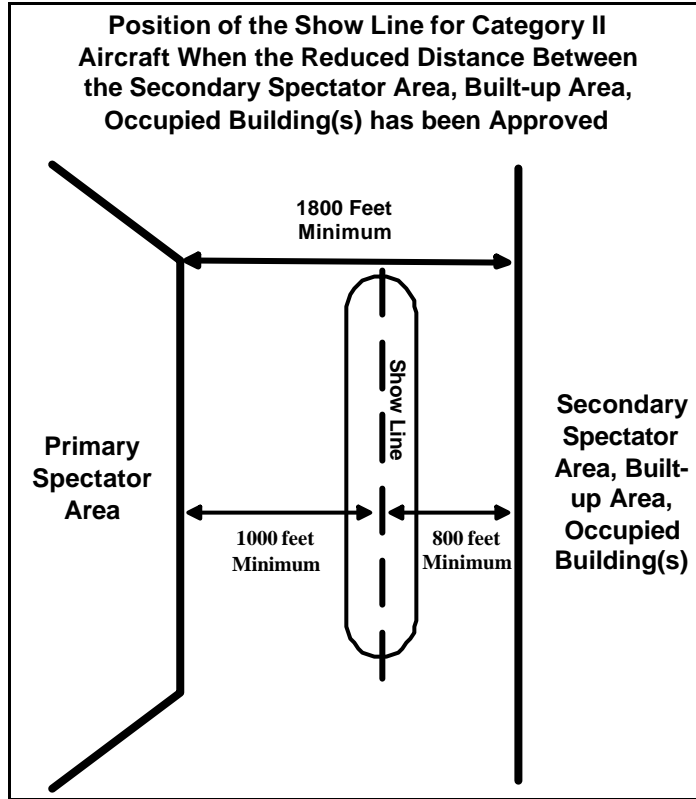 Position of the Show Line for Category II
Aircraft When the Reduced Distance Between
the Secondary Spectator Area, Built-up Area,
Occupied Building(s) has been Approved
1800 Feet
Minimum
Show Line
Primary
Spectator
Area
1000 feet
Minimum
800 feet
Minimum
Secondary
Spectator
Area, Built-
up Area,
Occupied
Building(s)